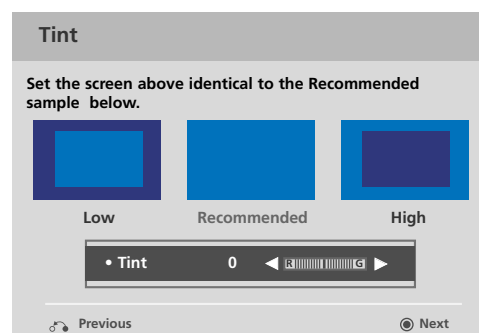 Tint
Set the screen above identical to the Recommended
sample below.
Low Recommended High
• Tint 0 ◀ R G ▶
Previous Next